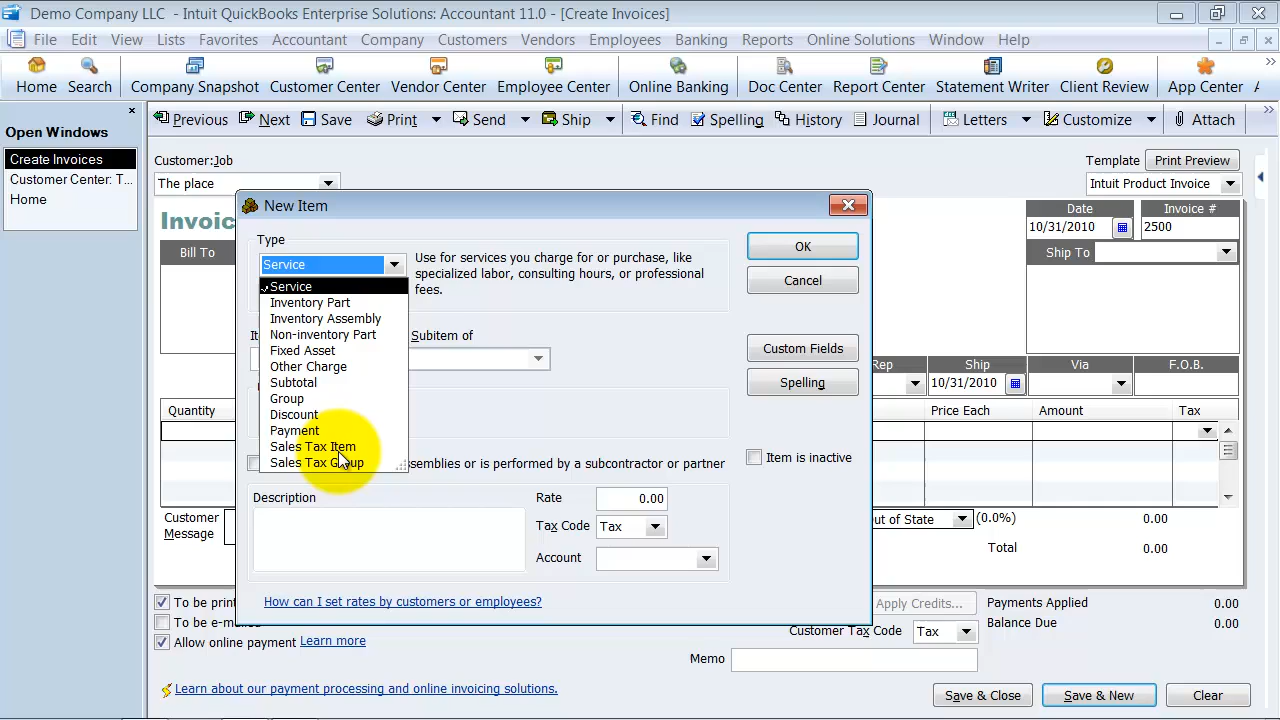 Demo Company LLC - Intuit QuickBooks Enterprise Solutions: Accountant 11.0 - [Create Invoices]
File Edit View Lists Favorites Accountant Company Customers Vendors Employees Banking Reports Online Solutions Window Help
Home Search Company Snapshot Customer Center Vendor Center Employee Center Online Banking Doc Center Report Center Statement Writer Client Review App Center
Open Windows
Create Invoices
Customer Center: T...
Home
Previous Next Save Print Send Ship Find Spelling History Journal Letters Customize Attach
Customer:Job
The place
Template Print Preview
Intuit Product Invoice
Invoic
Date Invoice #
10/31/2010 2500
Bill To
Ship To
Rep Ship Via F.O.B.
10/31/2010
Quantity Price Each Amount Tax
New Item
Type
Service
Use for services you charge for or purchase, like
specialized labor, consulting hours, or professional
fees.
Service
Inventory Part
Inventory Assembly
Non-inventory Part
Fixed Asset
Other Charge
Subtotal
Group
Discount
Payment
Sales Tax Item
Sales Tax Group
Subitem of
OK
Cancel
Custom Fields
Spelling
Item is inactive
ssemblies or is performed by a subcontractor or partner
Description
Rate 0.00
Tax Code Tax
Account
How can I set rates by customers or employees?
Customer
Message
ut of State (0.0%) 0.00
Total 0.00
To be print
To be e-m
Allow online payment Learn more
Apply Credits...
Payments Applied 0.00
Balance Due 0.00
Customer Tax Code Tax
Memo
Learn about our payment processing and online invoicing solutions.
Save & Close Save & New Clear